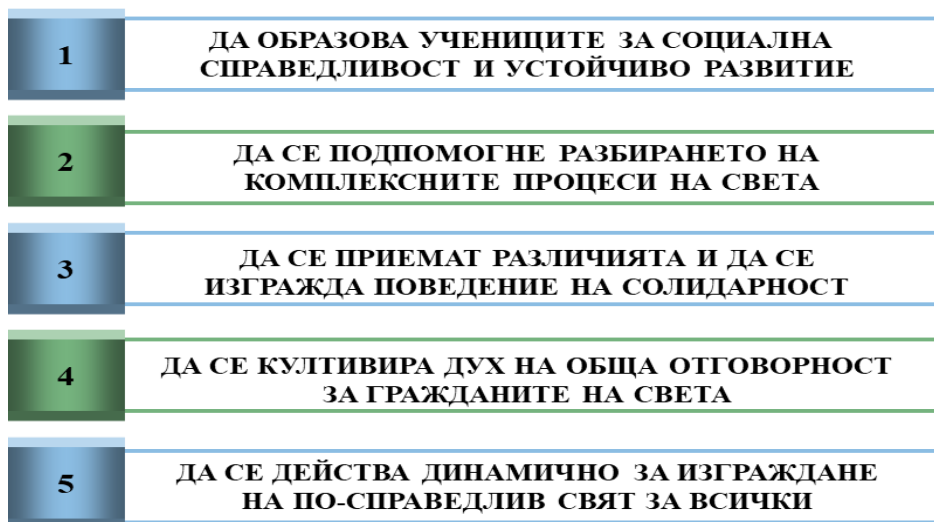 1
ДА ОБРАЗОВА УЧЕНИЦИТЕ ЗА СОЦИАЛНА
СПРАВЕДЛИВОСТ И УСТОЙЧИВО РАЗВИТИЕ
2
ДА СЕ ПОДПОМОГНЕ РАЗБИРАНЕТО НА
КОМПЛЕКСНИТЕ ПРОЦЕСИ НА СВЕТА
3
ДА СЕ ПРИЕМАТ РАЗЛИЧИЯТА И ДА СЕ
ИЗГРАЖДА ПОВЕДЕНИЕ НА СОЛИДАРНОСТ
4
ДА СЕ КУЛТИВИРА ДУХ НА ОБЩА ОТГОВОРНОСТ
ЗА ГРАЖДАНИТЕ НА СВЕТА
5
ДА СЕ ДЕЙСТВА ДИНАМИЧНО ЗА ИЗГРАЖДАНЕ
НА ПО-СПРАВЕДЛИВ СВЯТ ЗА ВСИЧКИ